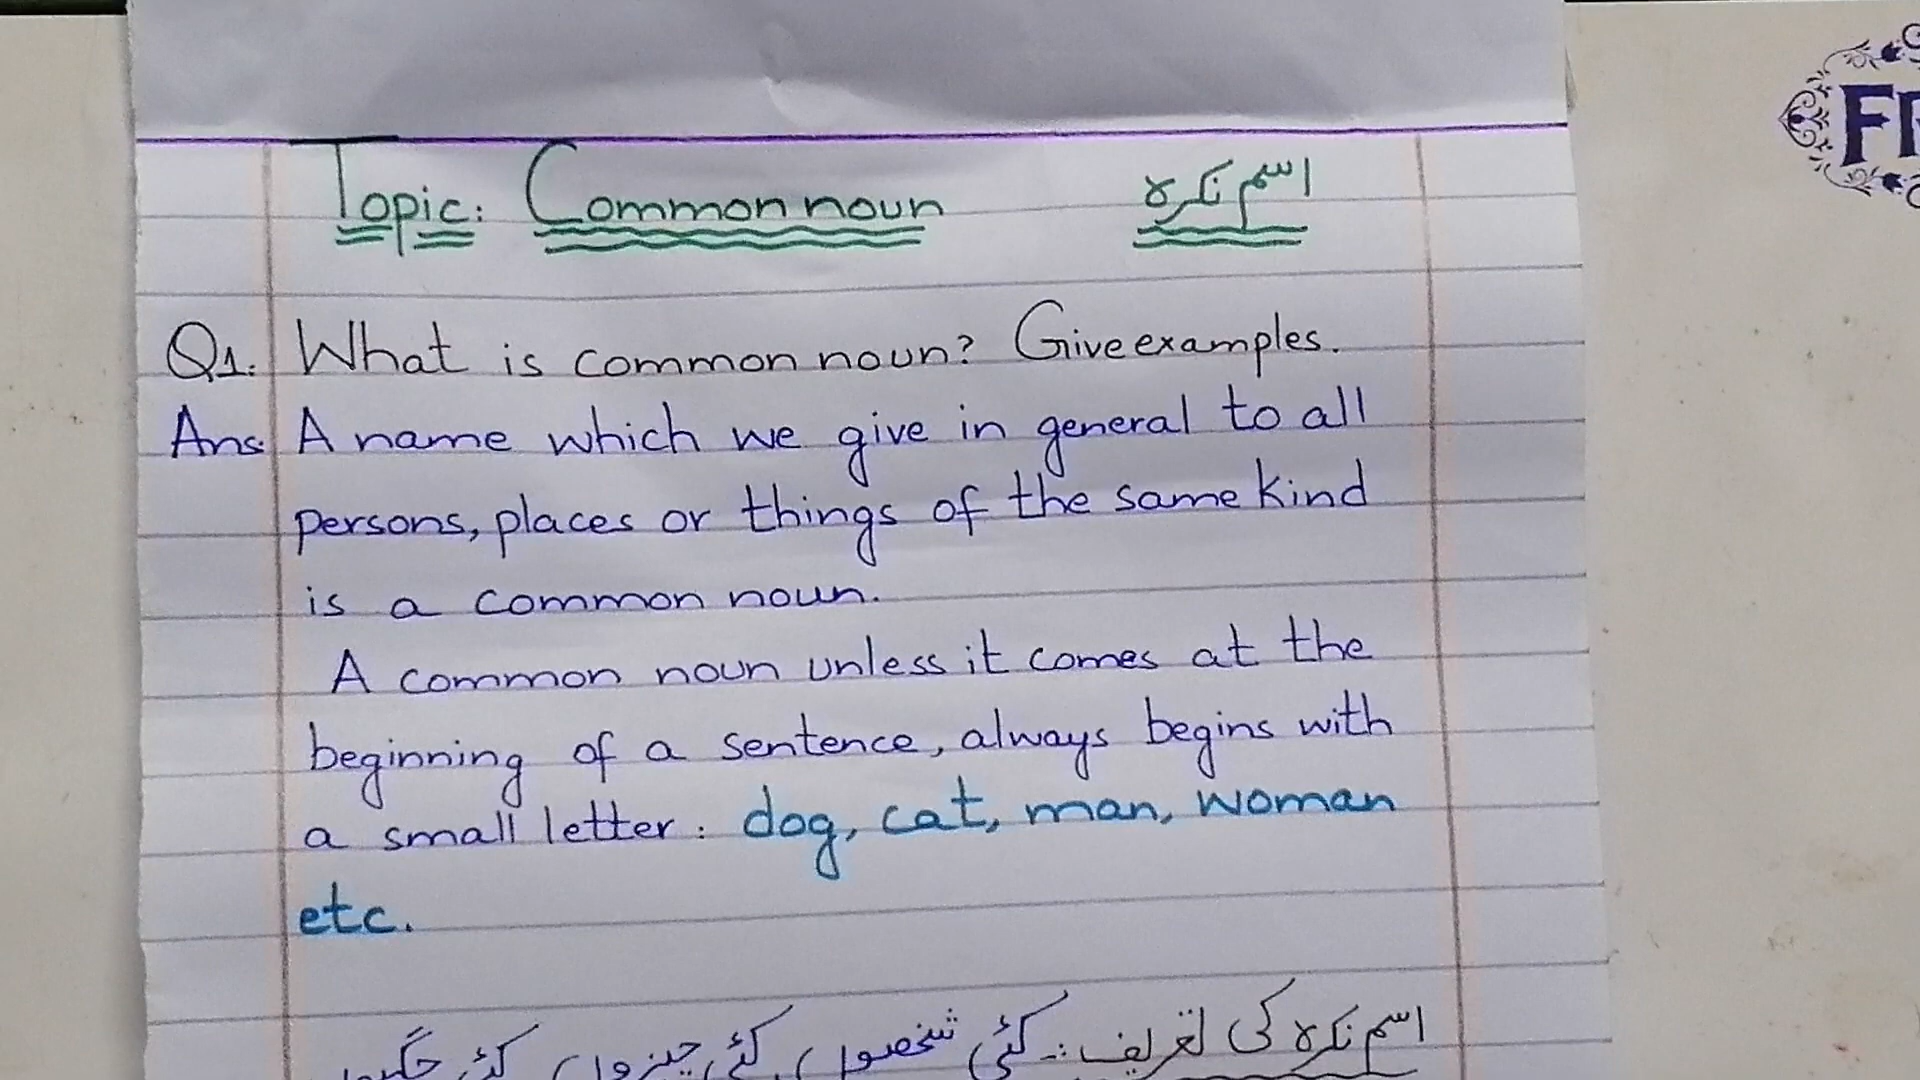 Topic: Common noun اسم نکرہ
Q1. What is common noun? Give examples.
Ans: A name which we give in general to all
persons, places or things of the same kind
is a common noun.
A common noun unless it comes at the
beginning of a sentence, always begins with
a small letter: dog, cat, man, woman
etc.
اسم نکرہ کی تعریف:۔ کئی شخصوں، کئی چیزوں، کئی